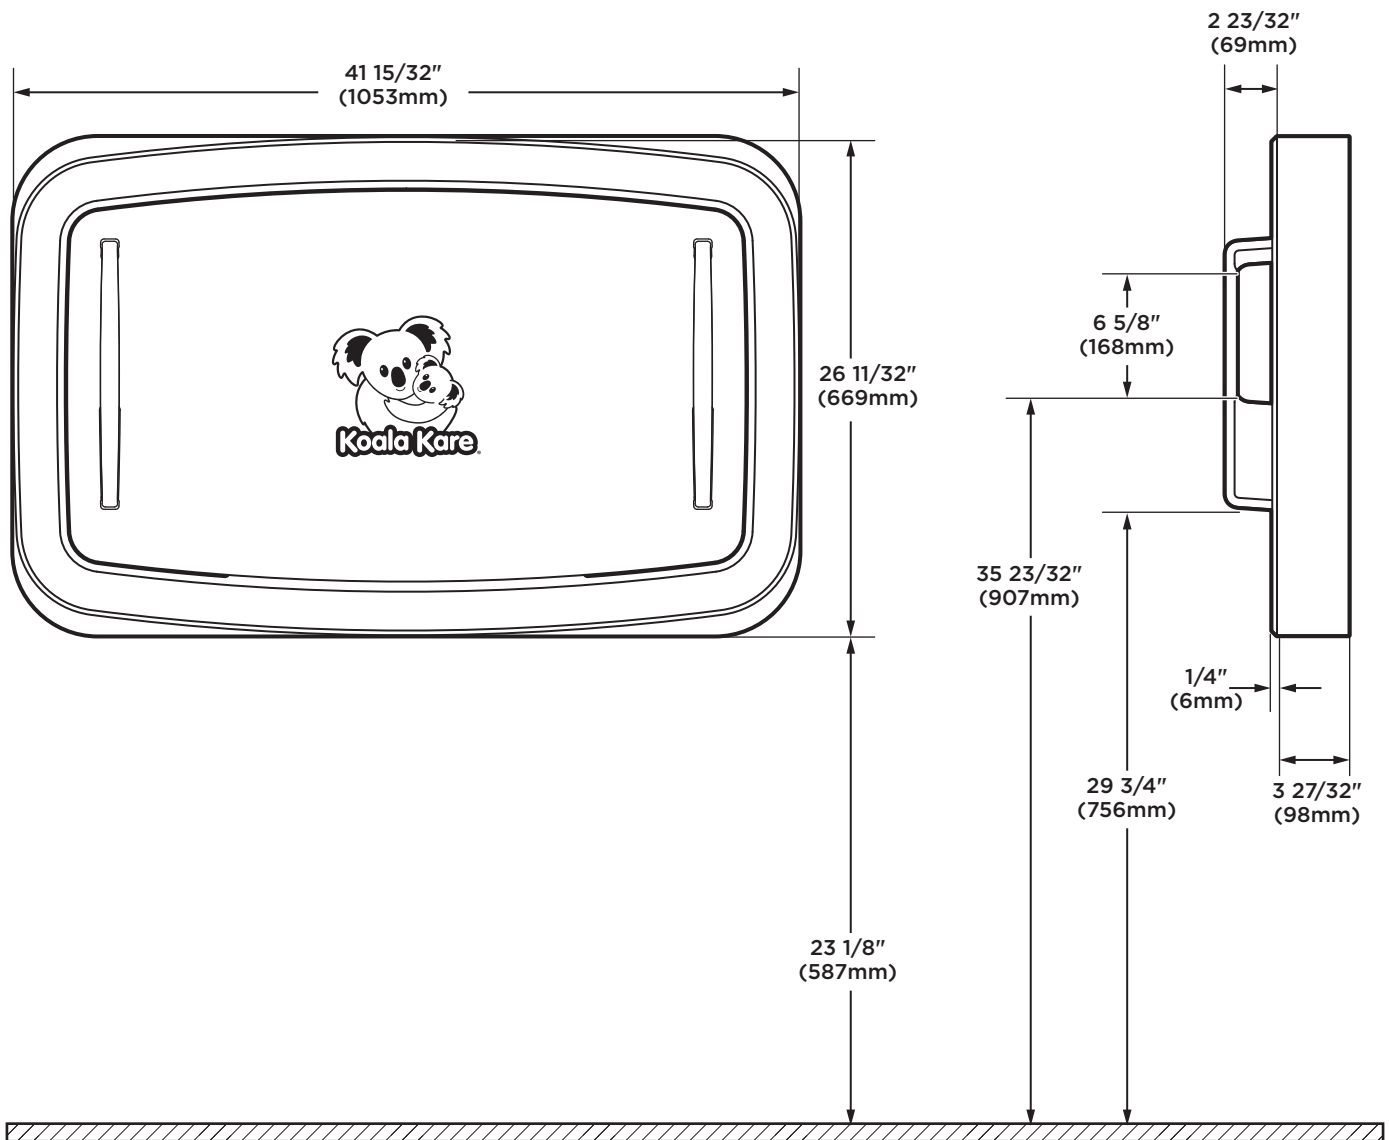 2 23/32"
(69mm)
41 15/32"
(1053mm)
6 5/8"
(168mm)
26 11/32"
(669mm)
Koala Kare
35 23/32"
(907mm)
1/4"
(6mm)
29 3/4"
(756mm)
3 27/32"
(98mm)
23 1/8"
(587mm)